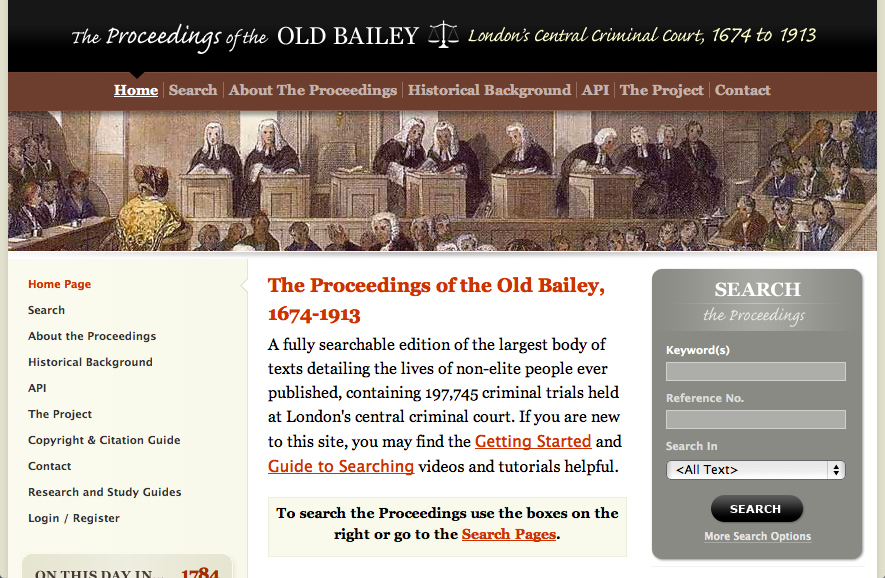 The Proceedings of the OLD BAILEY London's Central Criminal Court, 1674 to 1913
Home Search About The Proceedings Historical Background API The Project Contact
Home Page
Search
About the Proceedings
Historical Background
API
The Project
Copyright & Citation Guide
Contact
Research and Study Guides
Login / Register
ON THIS DAY IN... 1784
The Proceedings of the Old Bailey,
1674-1913
A fully searchable edition of the largest body of
texts detailing the lives of non-elite people ever
published, containing 197,745 criminal trials held
at London's central criminal court. If you are new
to this site, you may find the Getting Started and
Guide to Searching videos and tutorials helpful.
To search the Proceedings use the boxes on the
right or go to the Search Pages.
SEARCH
the Proceedings
Keyword(s)
Reference No.
Search In
<All Text>
SEARCH
More Search Options